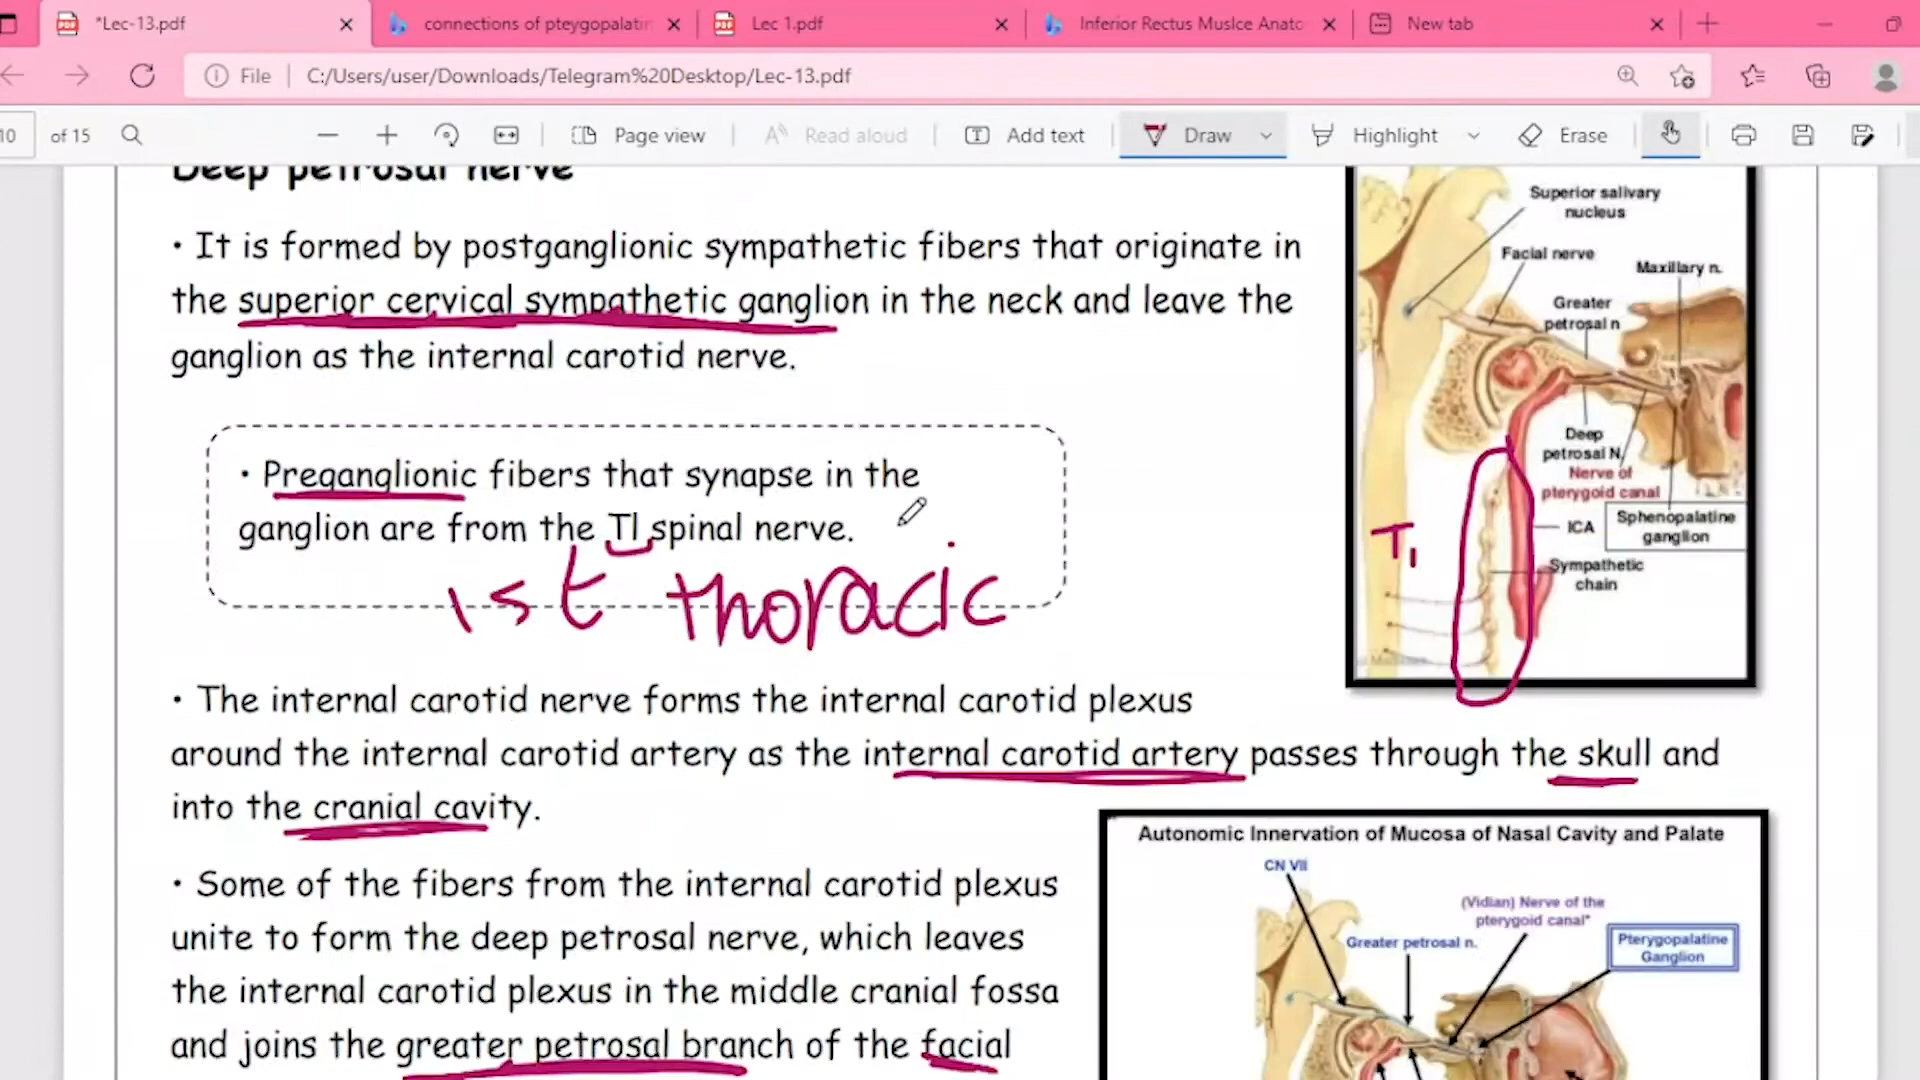 *Lec-13.pdf
connections of pteygopalatin
Lec 1.pdf
Inferior Rectus Muslce Anato
New tab
File
C:/Users/user/Downloads/Telegram%20Desktop/Lec-13.pdf
10 of 15
Page view
Read aloud
Add text
Draw
Highlight
Erase
Deep petrosal nerve
• It is formed by postganglionic sympathetic fibers that originate in
the superior cervical sympathetic ganglion in the neck and leave the
ganglion as the internal carotid nerve.
• Preganglionic fibers that synapse in the
ganglion are from the Tl spinal nerve.
1st thoracic
• The internal carotid nerve forms the internal carotid plexus
around the internal carotid artery as the internal carotid artery passes through the skull and
into the cranial cavity.
• Some of the fibers from the internal carotid plexus
unite to form the deep petrosal nerve, which leaves
the internal carotid plexus in the middle cranial fossa
and joins the greater petrosal branch of the facial
Superior salivary
nucleus
Facial nerve
Maxillary n.
Greater
petrosal n
Deep
petrosal N.
Nerve of
pterygoid canal
ICA
Sphenopalatine
ganglion
T1
Sympathetic
chain
Autonomic Innervation of Mucosa of Nasal Cavity and Palate
CN VII
(Vidian) Nerve of the
pterygoid canal*
Greater petrosal n.
Pterygopalatine
Ganglion